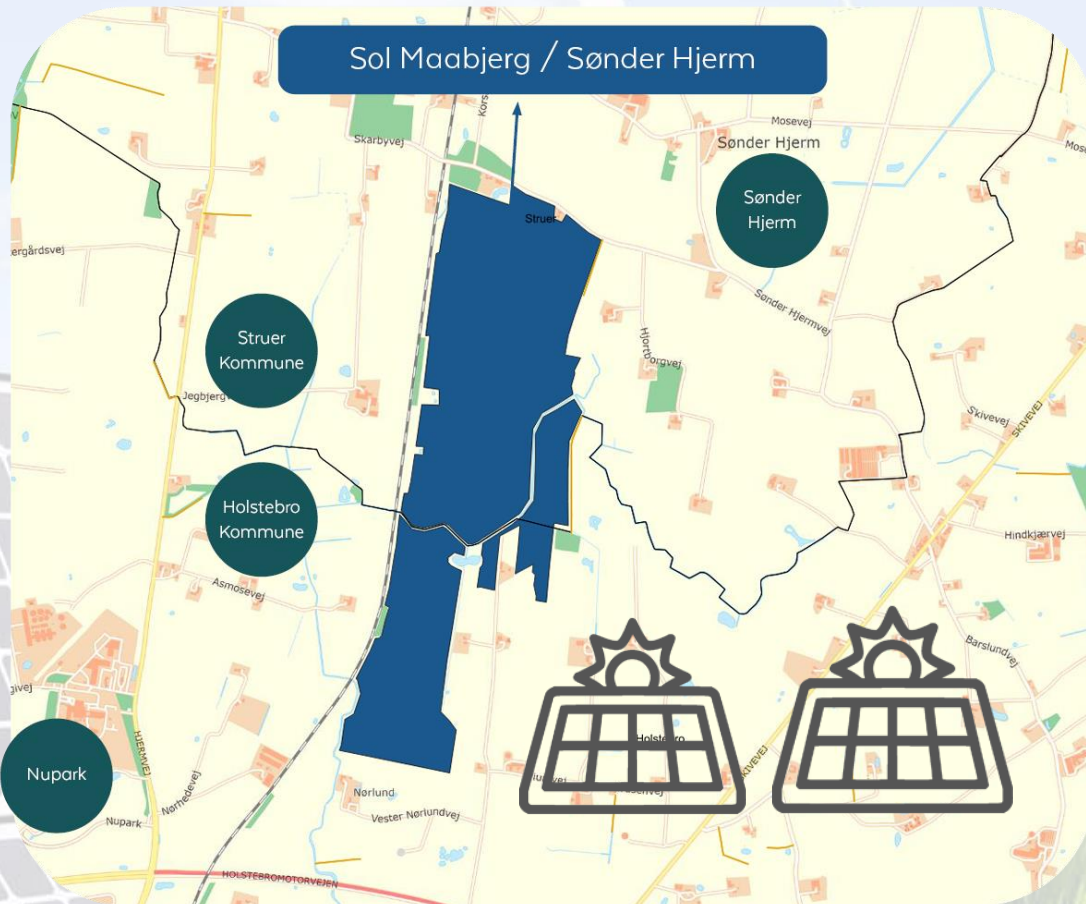 Sol Maabjerg / Sønder Hjerm
Skarbyvej
Mosevej
Sønder Hjerm
Sønder
Hjerm
Struer
Sønder Hjermvej
Struer
Kommune
Hjortborgvej
Skivevej
SKIVEVEJ
Holstebro
Kommune
Hindkjærvej
Asmosevej
Barslundvej
HJERMVEJ
Holstebro
Nupark
Nørhedevej
Nørlund
Vester Nørlundvej
Nupark
HOLSTEBROMOTORVEJEN